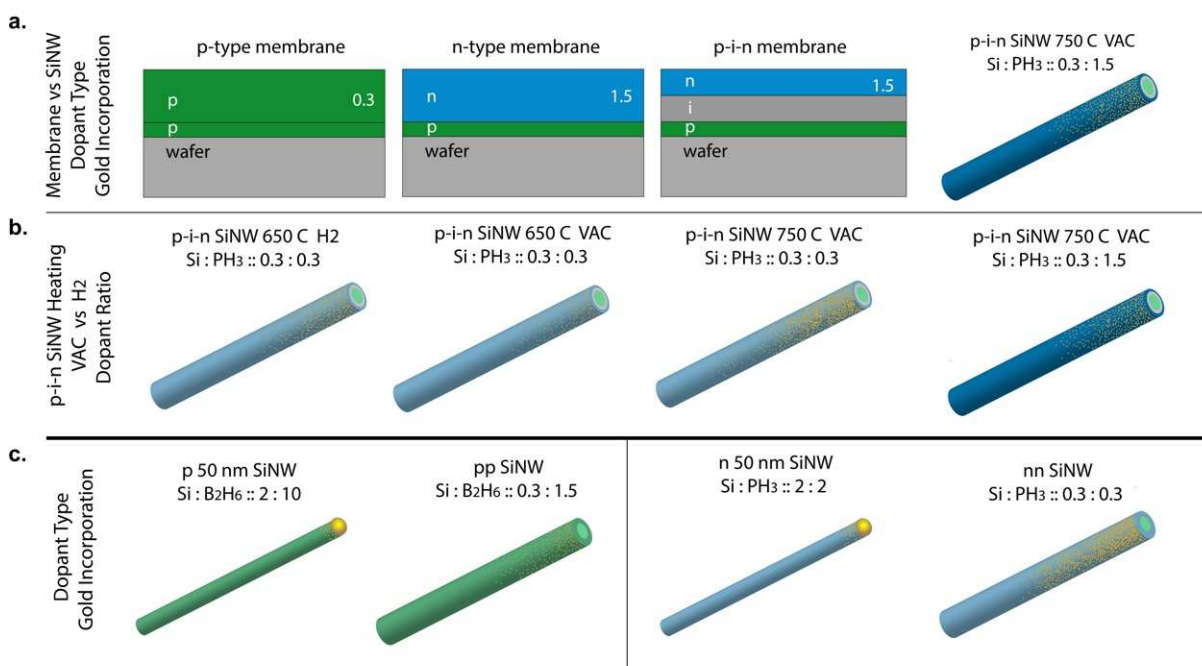 a.
Membrane vs SiNW
Dopant Type
Gold Incorporation
p-type membrane
p
0.3
p
wafer
n-type membrane
n
1.5
p
wafer
p-i-n membrane
n
1.5
i
p
wafer
p-i-n SiNW 750 C VAC
Si : PH3 :: 0.3 : 1.5
b.
p-i-n SiNW Heating
VAC vs H2
Dopant Ratio
p-i-n SiNW 650 C H2
Si : PH3 :: 0.3 : 0.3
p-i-n SiNW 650 C VAC
Si : PH3 :: 0.3 : 0.3
p-i-n SiNW 750 C VAC
Si : PH3 :: 0.3 : 0.3
p-i-n SiNW 750 C VAC
Si : PH3 :: 0.3 : 1.5
c.
Dopant Type
Gold Incorporation
p 50 nm SiNW
Si : B2H6 :: 2 : 10
pp SiNW
Si : B2H6 :: 0.3 : 1.5
n 50 nm SiNW
Si : PH3 :: 2 : 2
nn SiNW
Si : PH3 :: 0.3 : 0.3